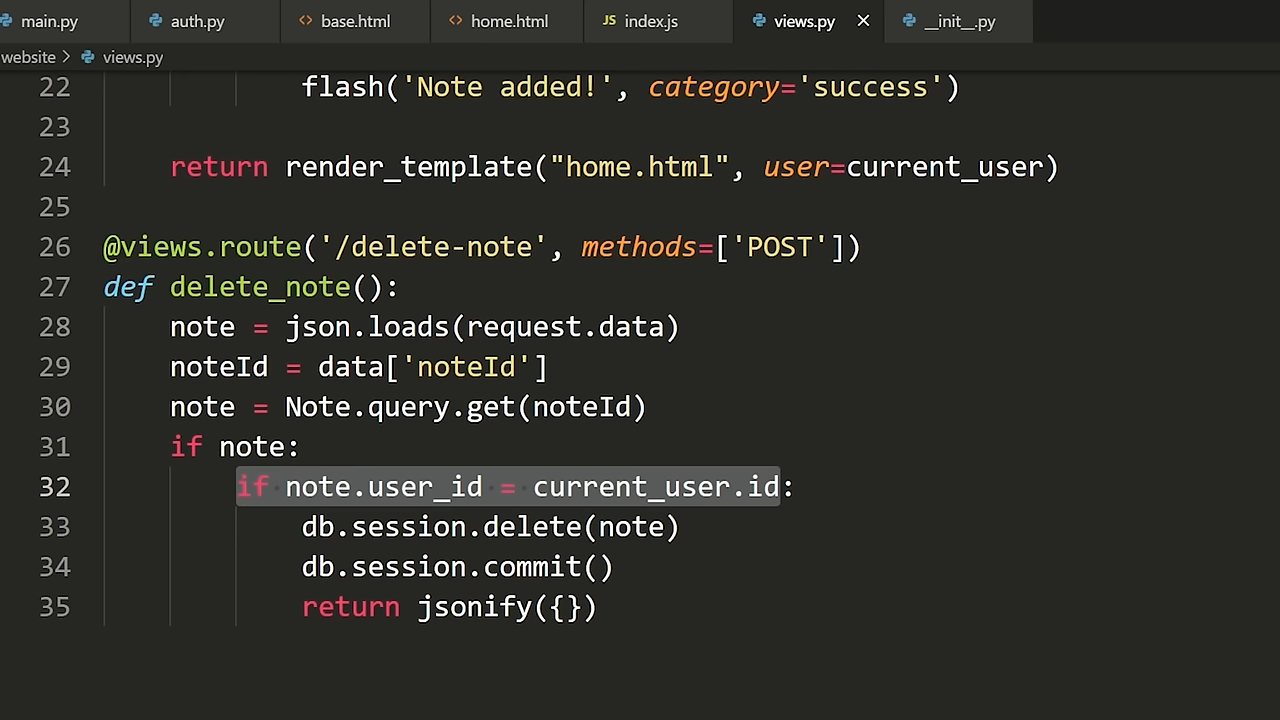 main.py auth.py base.html home.html JS index.js views.py × __init__.py
website > views.py
22 flash('Note added!', category='success')
23
24 return render_template("home.html", user=current_user)
25
26 @views.route('/delete-note', methods=['POST'])
27 def delete_note():
28 note = json.loads(request.data)
29 noteId = data['noteId']
30 note = Note.query.get(noteId)
31 if note:
32 if note.user_id = current_user.id:
33 db.session.delete(note)
34 db.session.commit()
35 return jsonify({})